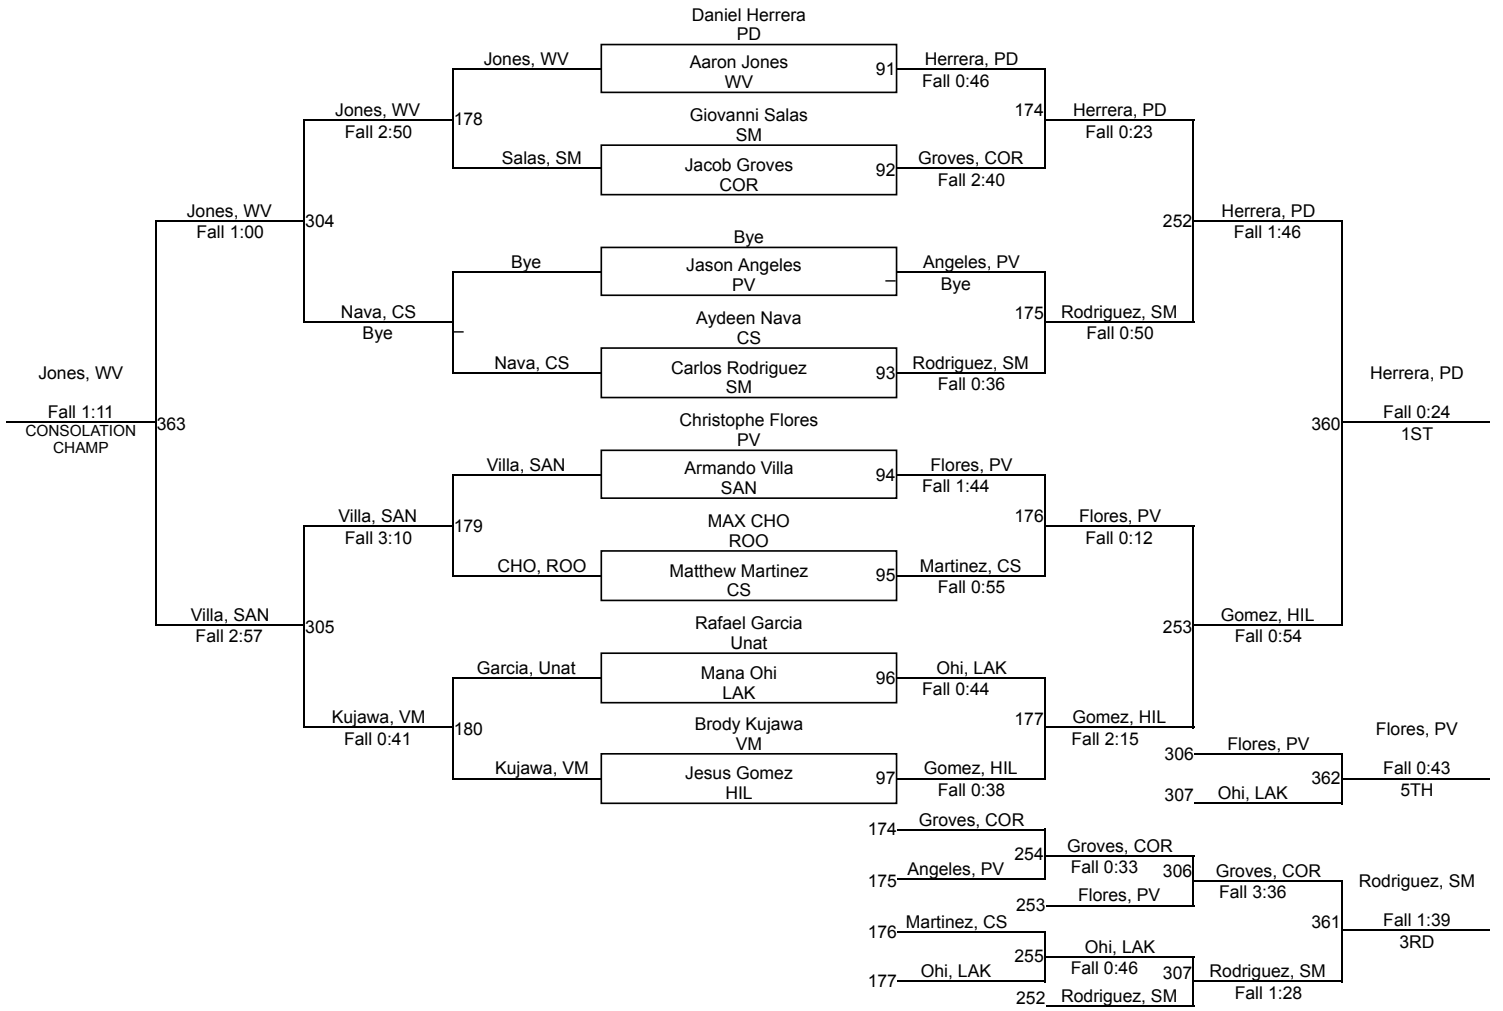 Daniel Herrera
PD
Jones, WV
Aaron Jones
WV
91
Herrera, PD
Fall 0:46
Jones, WV
Fall 2:50
178
Giovanni Salas
SM
174
Herrera, PD
Fall 0:23
Salas, SM
Jacob Groves
COR
92
Groves, COR
Fall 2:40
Jones, WV
Fall 1:00
304
252
Herrera, PD
Fall 1:46
Bye
Bye
Jason Angeles
PV
_
Angeles, PV
Bye
Nava, CS
Bye
_
Aydeen Nava
CS
175
Rodriguez, SM
Fall 0:50
Nava, CS
Carlos Rodriguez
SM
93
Rodriguez, SM
Fall 0:36
Jones, WV
Fall 1:11
CONSOLATION
CHAMP
363
Herrera, PD
360
Fall 0:24
1ST
Christophe Flores
PV
Villa, SAN
Armando Villa
SAN
94
Flores, PV
Fall 1:44
Villa, SAN
Fall 3:10
179
MAX CHO
ROO
176
Flores, PV
Fall 0:12
CHO, ROO
Matthew Martinez
CS
95
Martinez, CS
Fall 0:55
Villa, SAN
Fall 2:57
305
253
Gomez, HIL
Fall 0:54
Rafael Garcia
Unat
Garcia, Unat
Mana Ohi
LAK
96
Ohi, LAK
Fall 0:44
Kujawa, VM
Fall 0:41
180
Brody Kujawa
VM
177
Gomez, HIL
Fall 2:15
Kujawa, VM
Jesus Gomez
HIL
97
Gomez, HIL
Fall 0:38
306
Flores, PV
307
Ohi, LAK
362
Flores, PV
Fall 0:43
5TH
174
Groves, COR
175
Angeles, PV
254
Groves, COR
Fall 0:33
253
Flores, PV
306
Groves, COR
Fall 3:36
176
Martinez, CS
177
Ohi, LAK
255
Ohi, LAK
Fall 0:46
252
Rodriguez, SM
307
Rodriguez, SM
Fall 1:28
361
Rodriguez, SM
Fall 1:39
3RD